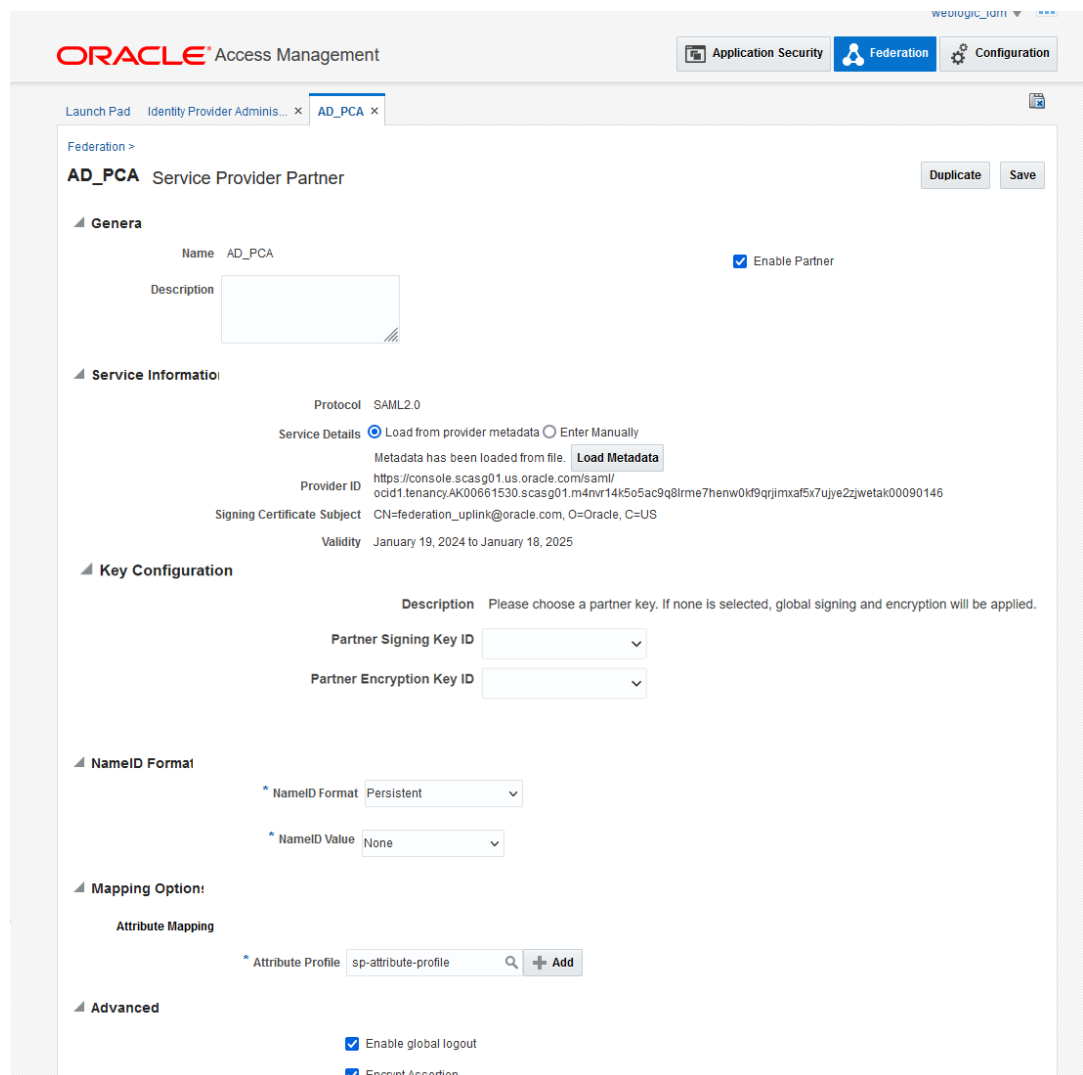 weblogic_idm
ORACLE Access Management
Application Security
Federation
Configuration
Launch Pad
Identity Provider Adminis... ×
AD_PCA ×
Federation >
AD_PCA Service Provider Partner
Duplicate
Save
Genera
Name AD_PCA
Enable Partner
Description
Service Informatio
Protocol SAML2.0
Service Details Load from provider metadata Enter Manually
Metadata has been loaded from file. Load Metadata
Provider ID https://console.scasg01.us.oracle.com/saml/
ocid1.tenancy.AK00661530.scasg01.m4nvr14k5o5ac9q8lrme7henw0kf9qrjimxaf5x7ujye2zjwetak00090146
Signing Certificate Subject CN=federation_uplink@oracle.com, O=Oracle, C=US
Validity January 19, 2024 to January 18, 2025
Key Configuration
Description Please choose a partner key. If none is selected, global signing and encryption will be applied.
Partner Signing Key ID
Partner Encryption Key ID
NameID Format
* NameID Format Persistent
* NameID Value None
Mapping Options
Attribute Mapping
* Attribute Profile sp-attribute-profile
Add
Advanced
Enable global logout
Encrypt Assertion